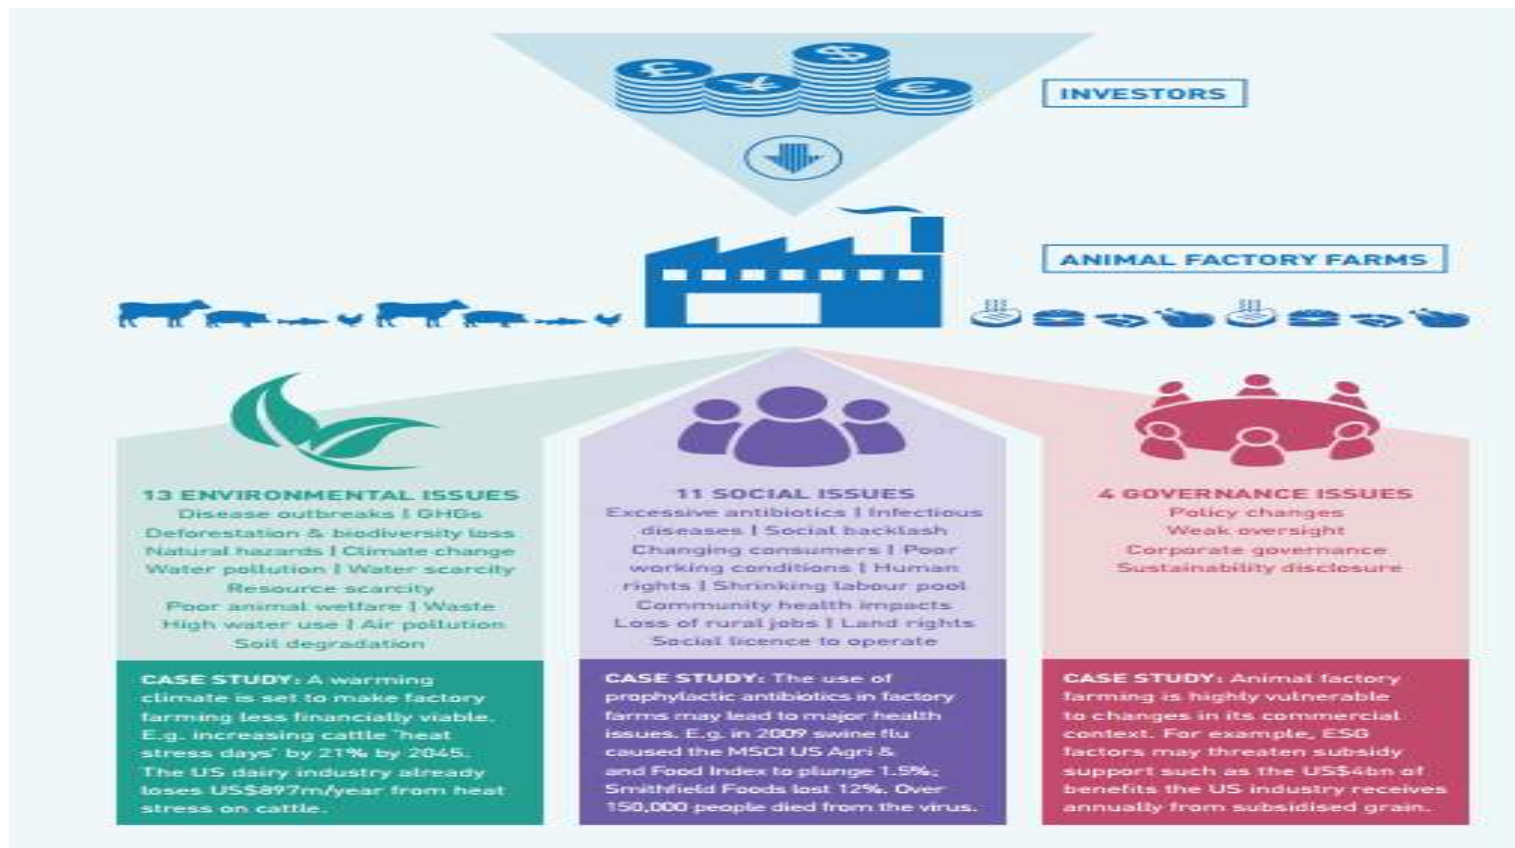 £ ¥ $ €
INVESTORS
ANIMAL FACTORY FARMS
13 ENVIRONMENTAL ISSUES
Disease outbreaks | GHGs
Deforestation & biodiversity loss
Natural hazards | Climate change
Water pollution | Water scarcity
Resource scarcity
Poor animal welfare | Waste
High water use | Air pollution
Soil degradation
CASE STUDY: A warming
climate is set to make factory
farming less financially viable.
E.g. increasing cattle 'heat
stress days' by 21% by 2045.
The US dairy industry already
loses US$897m/year from heat
stress on cattle.
11 SOCIAL ISSUES
Excessive antibiotics | Infectious
diseases | Social backlash
Changing consumers | Poor
working conditions | Human
rights | Shrinking labour pool
Community health impacts
Loss of rural jobs | Land rights
Social licence to operate
CASE STUDY: The use of
prophylactic antibiotics in factory
farms may lead to major health
issues. E.g. in 2009 swine flu
caused the MSCI US Agri &
and Food Index to plunge 1.5%;
Smithfield Foods lost 12%. Over
150,000 people died from the virus.
4 GOVERNANCE ISSUES
Policy changes
Weak oversight
Corporate governance
Sustainability disclosure
CASE STUDY: Animal factory
farming is highly vulnerable
to changes in its commercial
context. For example, ESG
factors may threaten subsidy
support such as the US$4bn of
benefits the US industry receives
annually from subsidised grain.